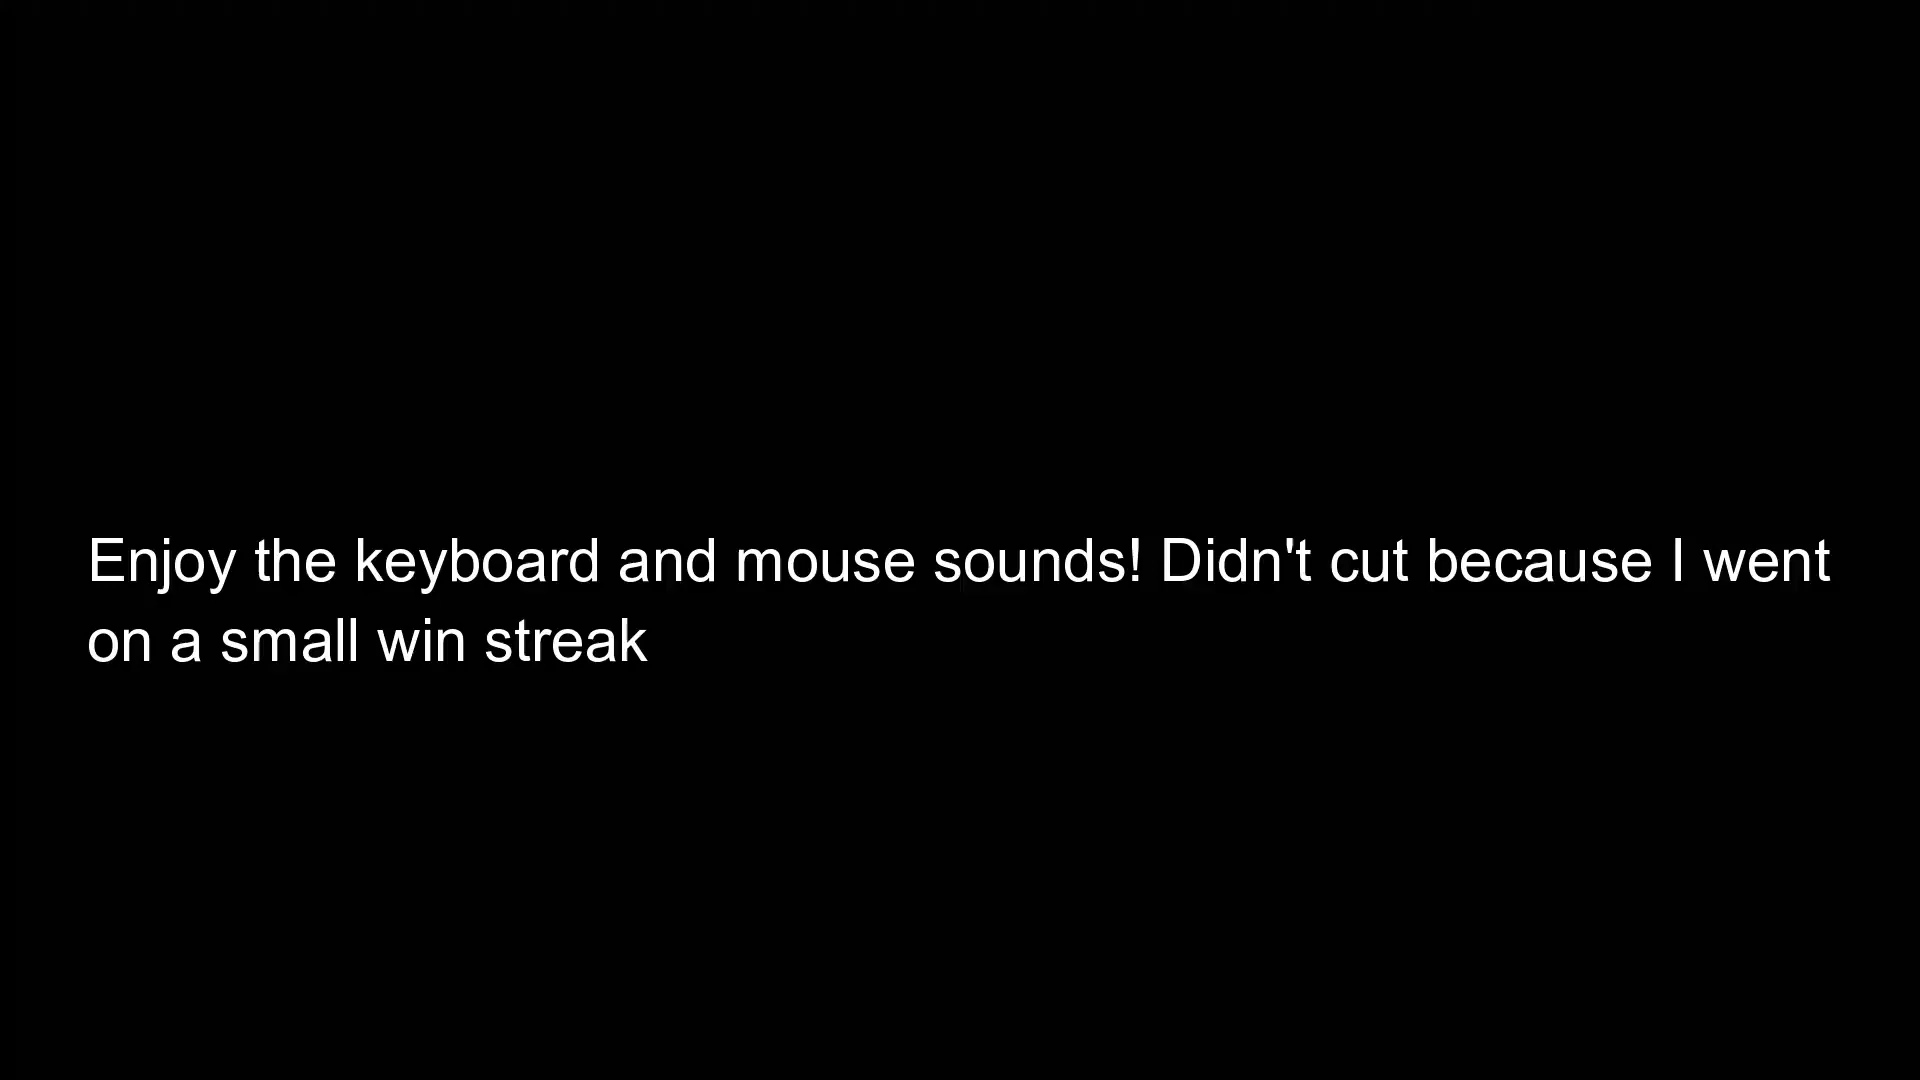 Enjoy the keyboard and mouse sounds! Didn't cut because I went
on a small win streak